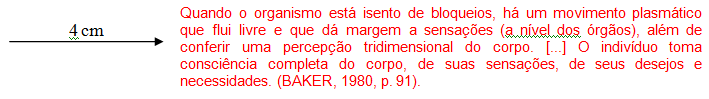 4 cm
Quando o organismo está isento de bloqueios, há um movimento plasmático
que flui livre e que dá margem a sensações (a nível dos órgãos), além de
conferir uma percepção tridimensional do corpo. [...] O indivíduo toma
consciência completa do corpo, de suas sensações, de seus desejos e
necessidades. (BAKER, 1980, p. 91).